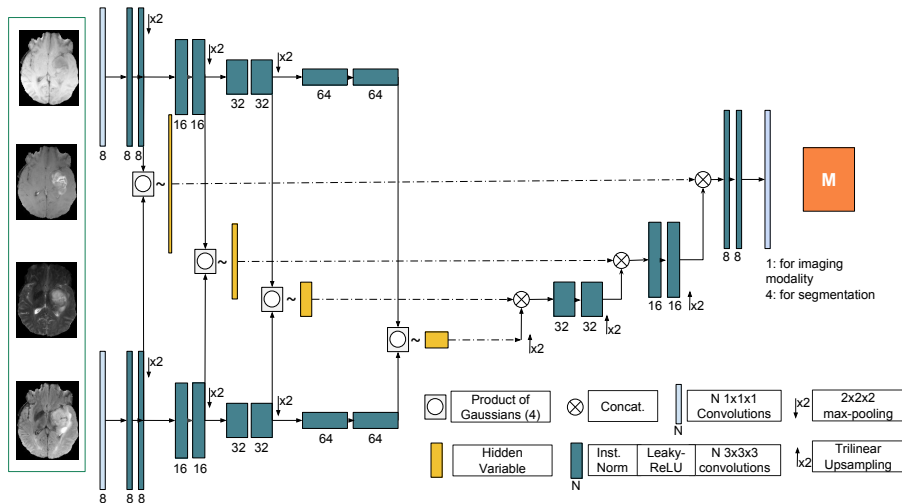 x2
x2
x2
8
8 8
16 16
32 32
64
64
~
~
~
~
M
8 8
1: for imaging
modality
4: for segmentation
16 16
x2
32
32
x2
x2
x2
x2
x2
8
8 8
16 16
32 32
64
64
Product of
Gaussians (4)
Concat.
N
N 1x1x1
Convolutions
x2
2x2x2
max-pooling
Hidden
Variable
N
Inst.
Norm
Leaky-
ReLU
N 3x3x3
convolutions
x2
Trilinear
Upsampling